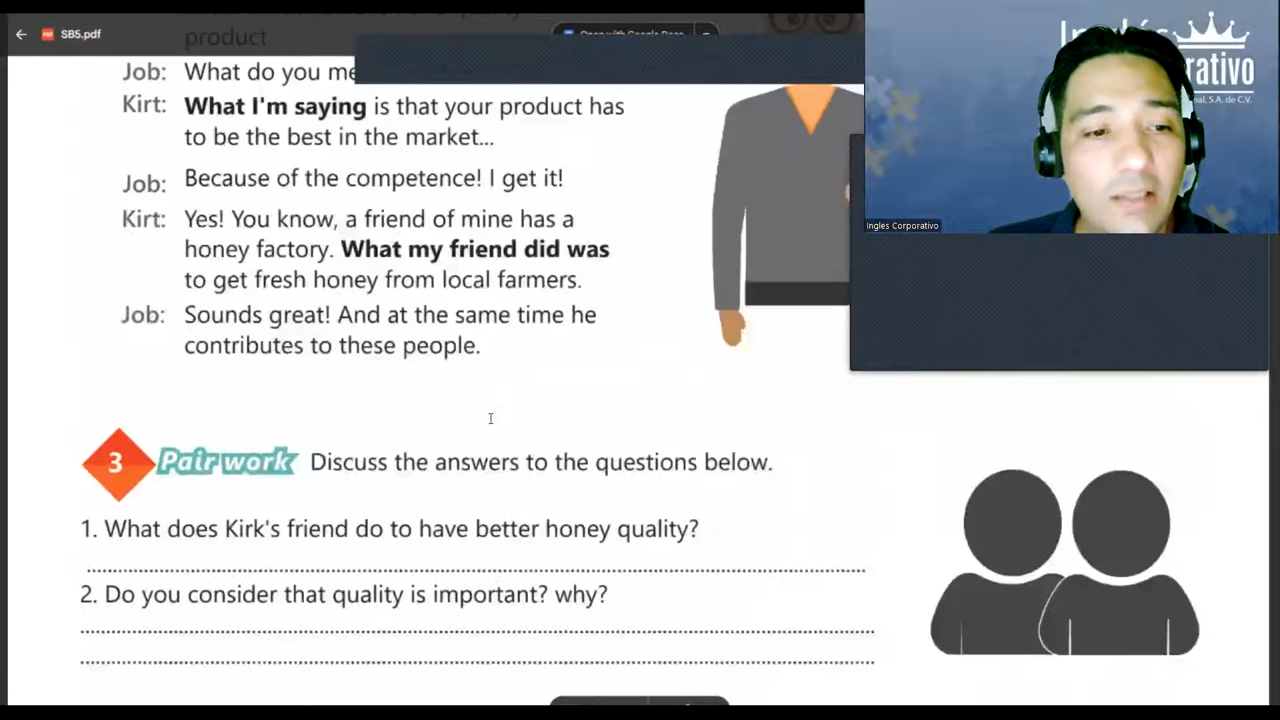 SB5.pdf
product.
Job: What do you me
Kirt: What I'm saying is that your product has
to be the best in the market...
Job: Because of the competence! I get it!
Kirt: Yes! You know, a friend of mine has a
honey factory. What my friend did was
to get fresh honey from local farmers.
Job: Sounds great! And at the same time he
contributes to these people.
3 Pair work Discuss the answers to the questions below.
1. What does Kirk's friend do to have better honey quality?
2. Do you consider that quality is important? why?
rativo
nal, S.A. de C.V.
Ingles Corporativo